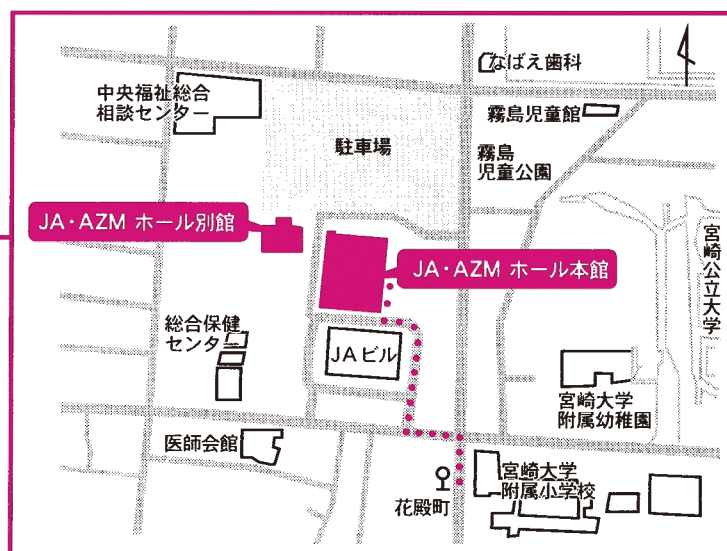 なばえ歯科
中央福祉総合
相談センター
霧島児童館
駐車場
霧島
児童公園
JA・AZM ホール別館
宮崎公立大学
JA・AZM ホール本館
総合保健
センター
JAビル
宮崎大学
附属幼稚園
医師会館
宮崎大学
附属小学校
花殿町